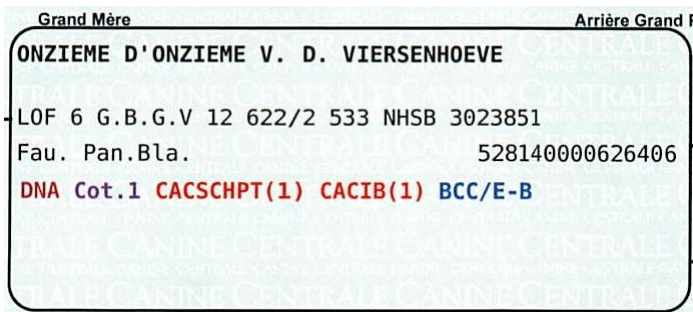 Grand Mère Arrière Grand
ONZIEME D'ONZIEME V. D. VIERSENHOEVE
LOF 6 G.B.G.V 12 622/2 533 NHSB 3023851
Fau. Pan.Bla. 528140000626406
DNA Cot.1 CACSCHPT(1) CACIB(1) BCC/E-B